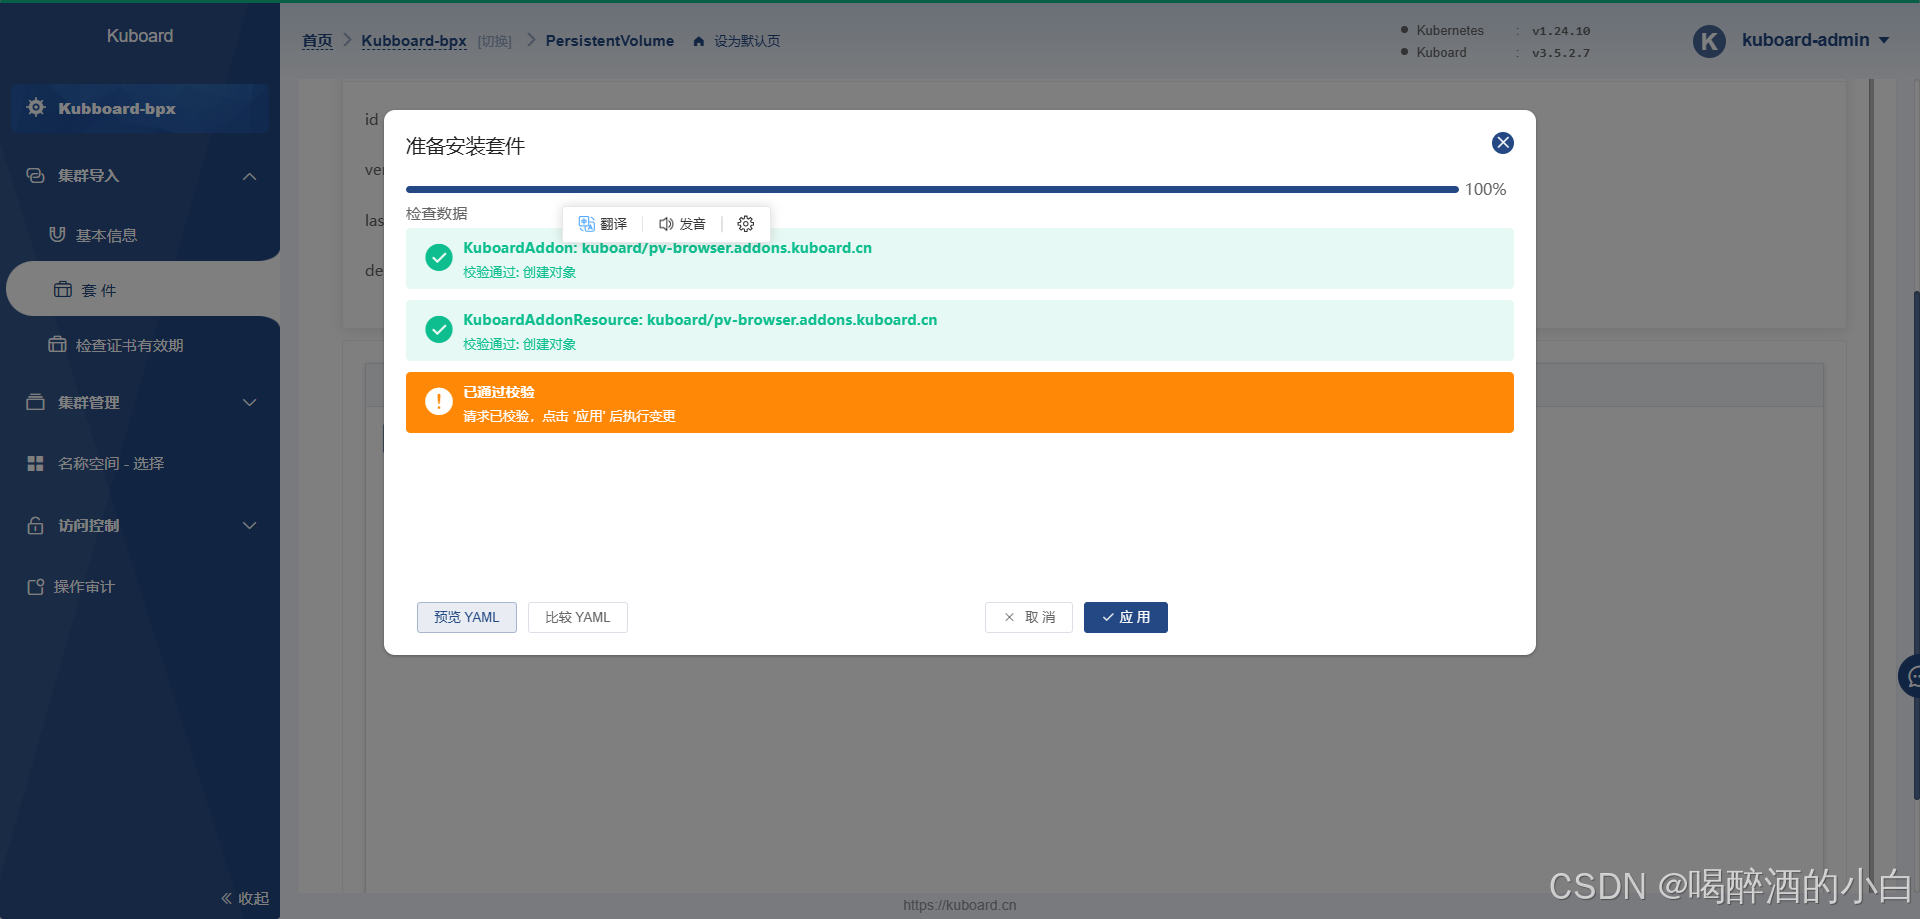 Kuboard
首页 Kubboard-bpx [切换] PersistentVolume 设为默认页
Kubernetes : v1.24.10
Kuboard : v3.5.2.7
K kuboard-admin
Kubboard-bpx
集群导入
基本信息
套 件
检查证书有效期
集群管理
名称空间 - 选择
访问控制
操作审计
收起
id
ver
las
de
准备安装套件
100%
检查数据
翻译 发音
KuboardAddon: kuboard/pv-browser.addons.kuboard.cn
校验通过: 创建对象
KuboardAddonResource: kuboard/pv-browser.addons.kuboard.cn
校验通过: 创建对象
已通过校验
请求已校验，点击 '应用' 后执行变更
预览 YAML 比较 YAML 取 消 应 用
https://kuboard.cn
CSDN @喝醉酒的小白